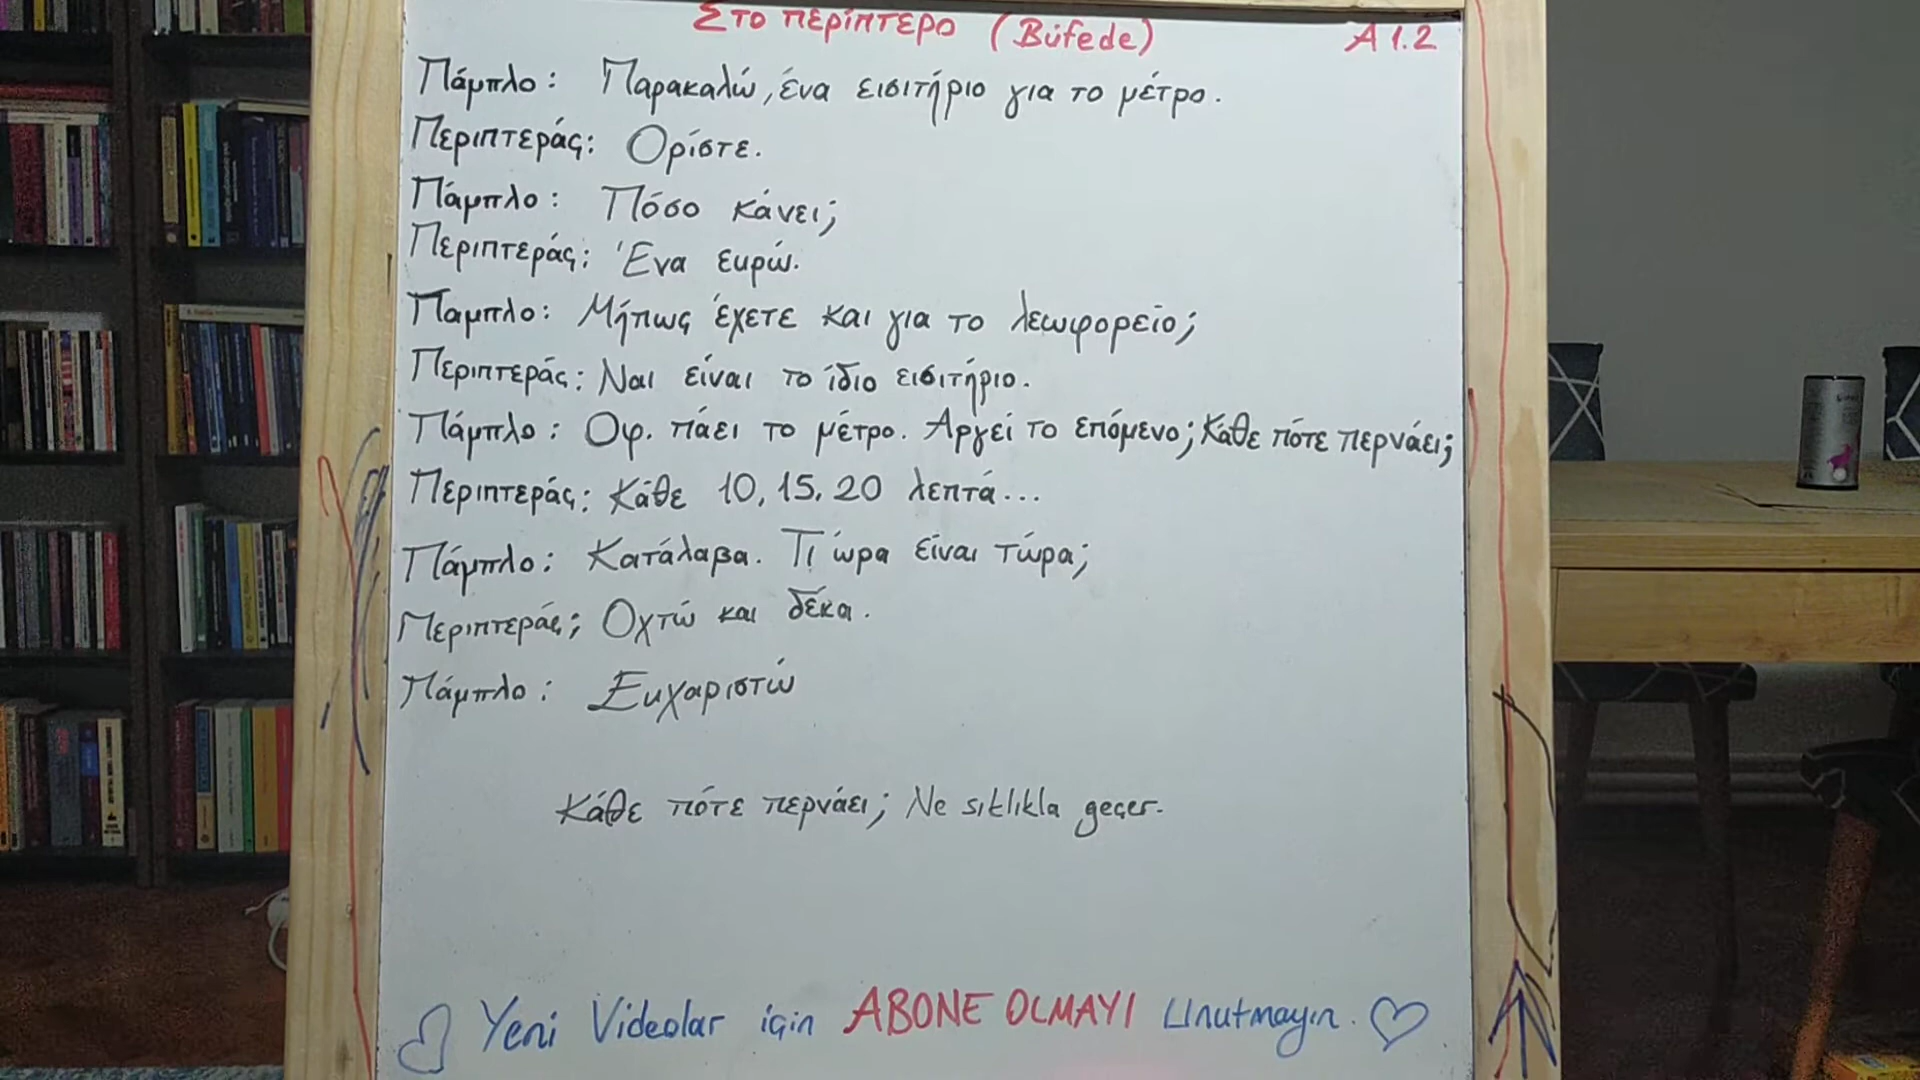 Στο περίπτερο (Büfede) A1.2
Πάμπλο: Παρακαλώ, ένα εισιτήριο για το μέτρο.
Περιπτεράς: Ορίστε.
Πάμπλο: Πόσο κάνει;
Περιπτεράς: Ένα ευρώ.
Παμπλο: Μήπως έχετε και για το λεωφορείο;
Περιπτεράς: Ναι είναι το ίδιο εισιτήριο.
Πάμπλο: Οφ. πάει το μέτρο. Αργεί το επόμενο; Κάθε πότε περνάει;
Περιπτεράς: Κάθε 10, 15, 20 λεπτά...
Πάμπλο: Κατάλαβα. Τι ώρα είναι τώρα;
Περιπτεράς; Οχτώ και δέκα.
Πάμπλο: Ευχαριστώ
Κάθε πότε περνάει; Ne sıklıkla geçer.
Yeni Videolar için ABONE OLMAYI Unutmayın.